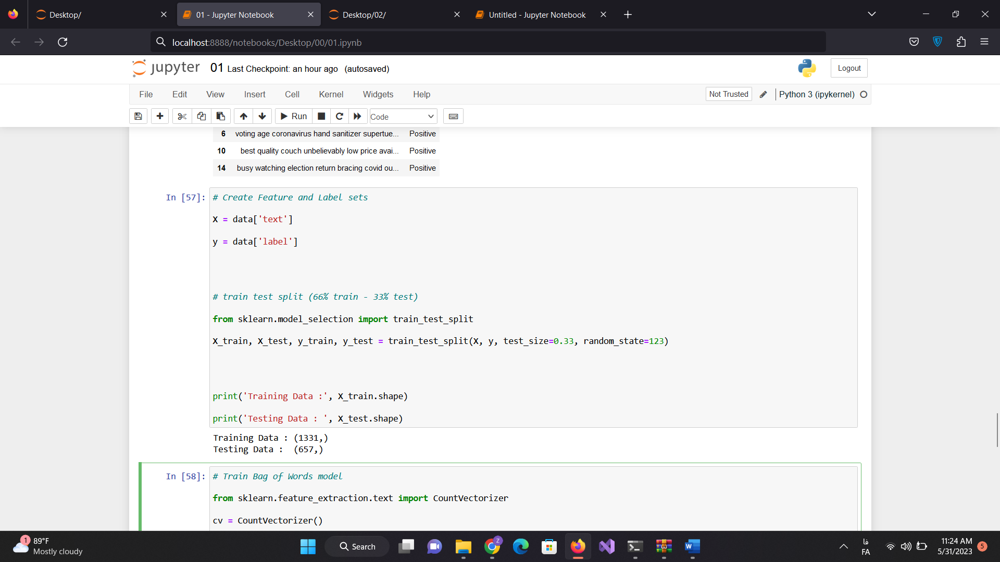 Desktop/
01 - Jupyter Notebook
Desktop/02/
Untitled - Jupyter Notebook
localhost:8888/notebooks/Desktop/00/01.ipynb
jupyter 01 Last Checkpoint: an hour ago (autosaved)
Logout
File Edit View Insert Cell Kernel Widgets Help
Not Trusted
Python 3 (ipykernel)
Run
Code
6 voting age coronavirus hand sanitizer supertue... Positive
10 best quality couch unbelievably low price avai... Positive
14 busy watching election return bracing covid ou... Positive
In [57]: # Create Feature and Label sets
X = data['text']
y = data['label']
# train test split (66% train - 33% test)
from sklearn.model_selection import train_test_split
X_train, X_test, y_train, y_test = train_test_split(X, y, test_size=0.33, random_state=123)
print('Training Data :', X_train.shape)
print('Testing Data : ', X_test.shape)
Training Data : (1331,)
Testing Data :  (657,)
In [58]: # Train Bag of Words model
from sklearn.feature_extraction.text import CountVectorizer
cv = CountVectorizer()
1
89°F
Mostly cloudy
Search
Z
W
فا
FA
11:24 AM
5/31/2023
5